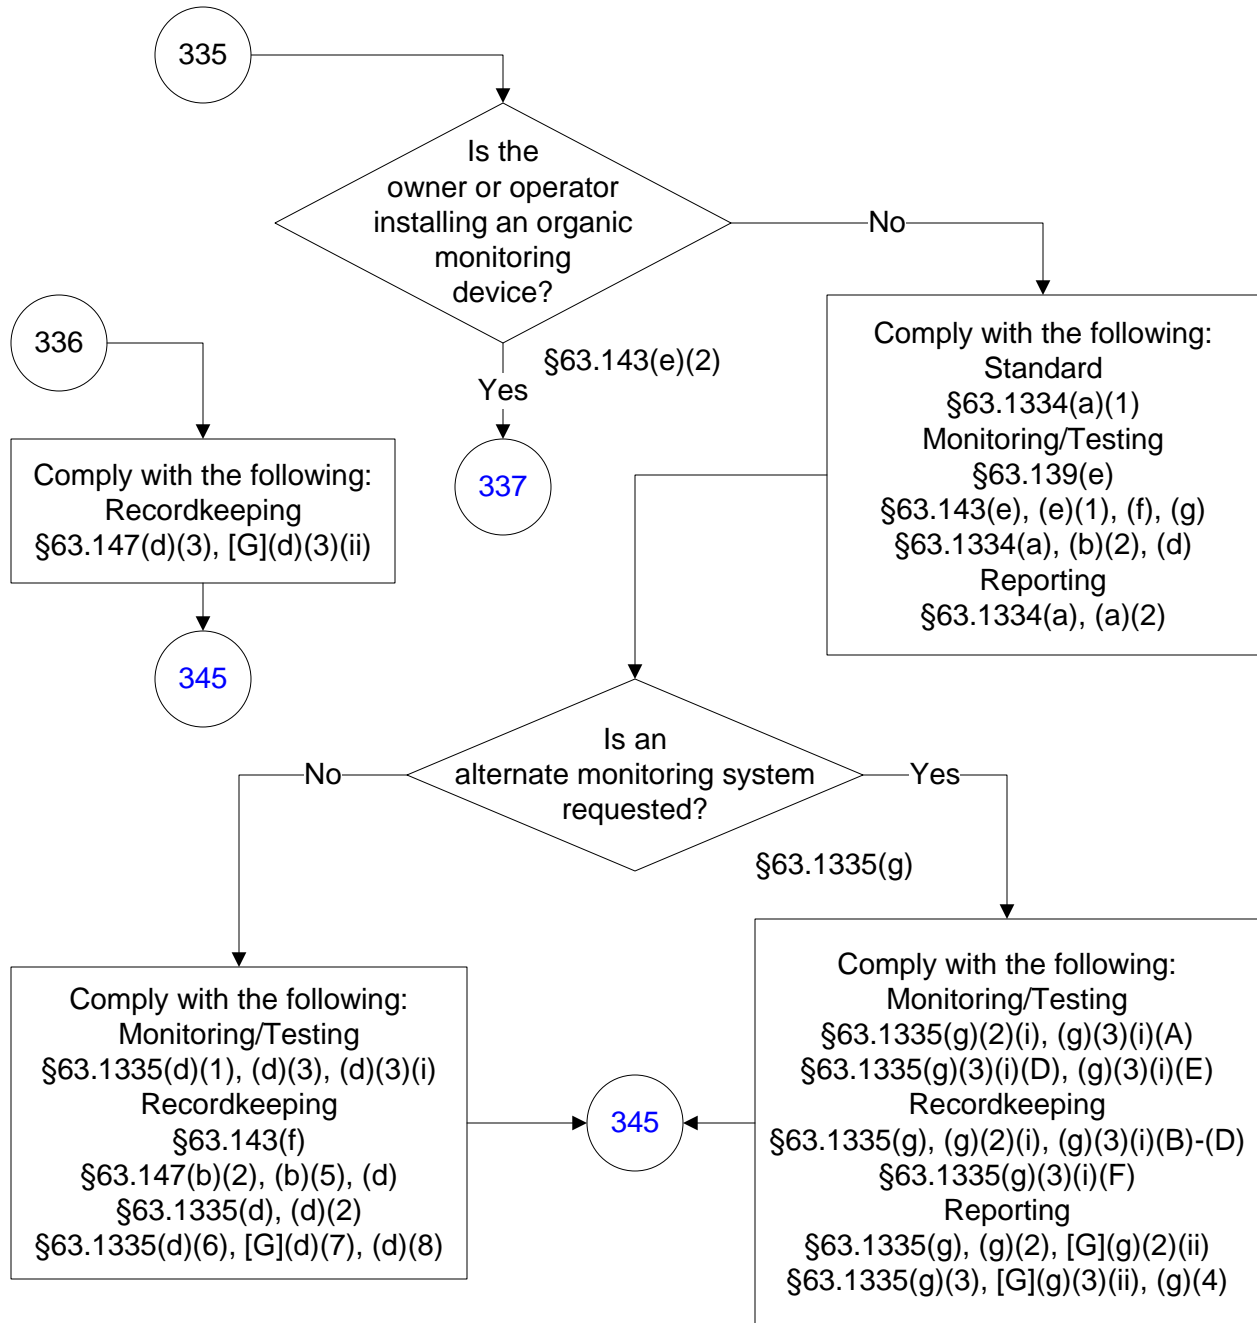 335
Is the
owner or operator
installing an organic
monitoring
device?
No
336
§63.143(e)(2)
Yes
337
Comply with the following:
Standard
§63.1334(a)(1)
Monitoring/Testing
§63.139(e)
§63.143(e), (e)(1), (f), (g)
§63.1334(a), (b)(2), (d)
Reporting
§63.1334(a), (a)(2)
Comply with the following:
Recordkeeping
§63.147(d)(3), [G](d)(3)(ii)
345
Is an
alternate monitoring system
requested?
No
Yes
§63.1335(g)
Comply with the following:
Monitoring/Testing
§63.1335(d)(1), (d)(3), (d)(3)(i)
Recordkeeping
§63.143(f)
§63.147(b)(2), (b)(5), (d)
§63.1335(d), (d)(2)
§63.1335(d)(6), [G](d)(7), (d)(8)
345
Comply with the following:
Monitoring/Testing
§63.1335(g)(2)(i), (g)(3)(i)(A)
§63.1335(g)(3)(i)(D), (g)(3)(i)(E)
Recordkeeping
§63.1335(g), (g)(2)(i), (g)(3)(i)(B)-(D)
§63.1335(g)(3)(i)(F)
Reporting
§63.1335(g), (g)(2), [G](g)(2)(ii)
§63.1335(g)(3), [G](g)(3)(ii), (g)(4)